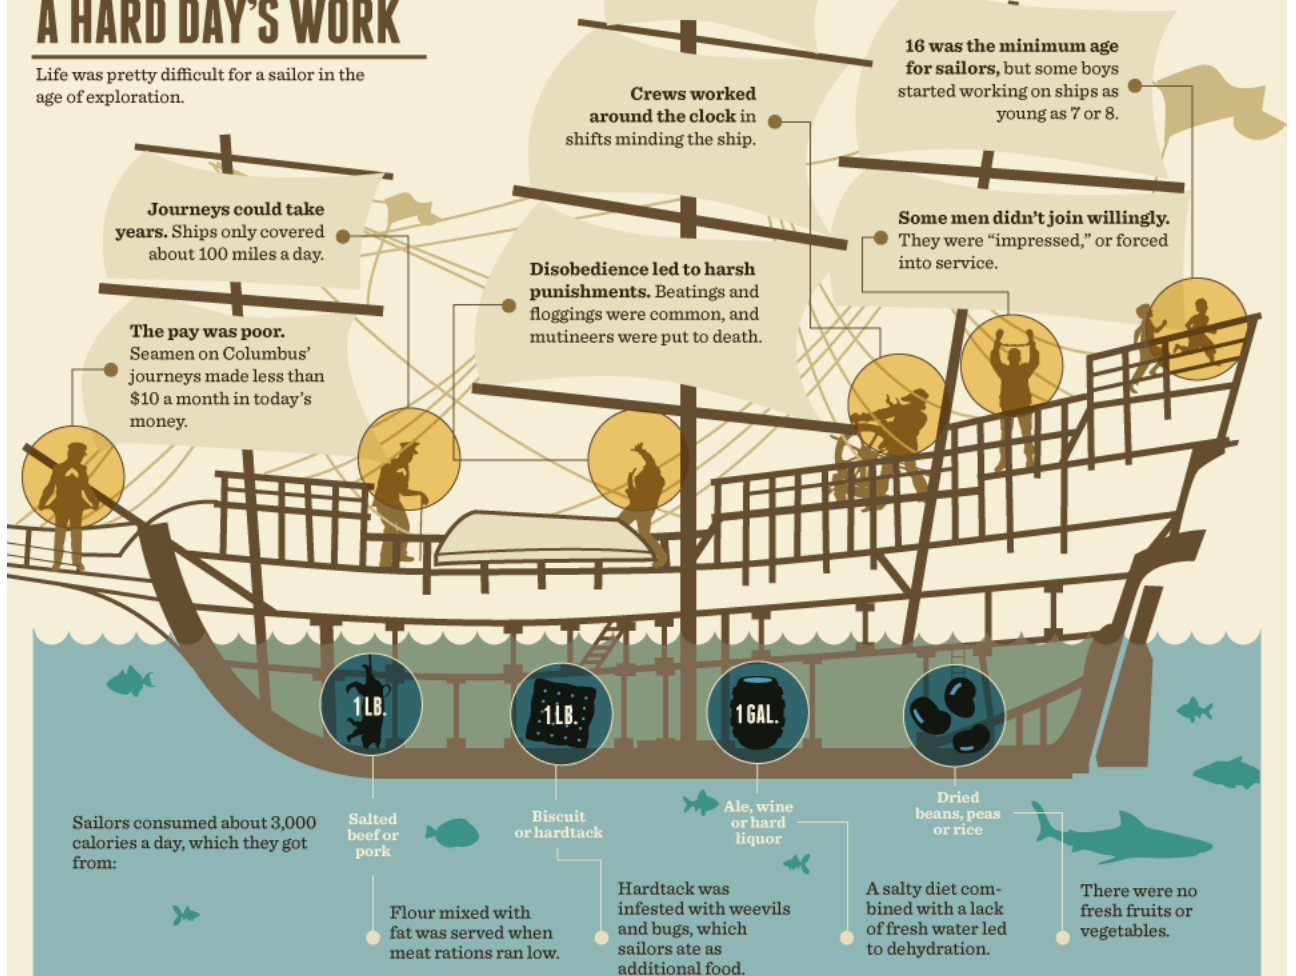 A HARD DAY'S WORK
Life was pretty difficult for a sailor in the
age of exploration.
16 was the minimum age
for sailors, but some boys
started working on ships as
young as 7 or 8.
Crews worked
around the clock in
shifts minding the ship.
Journeys could take
years. Ships only covered
about 100 miles a day.
Some men didn't join willingly.
They were “impressed,” or forced
into service.
Disobedience led to harsh
punishments. Beatings and
floggings were common, and
mutineers were put to death.
The pay was poor.
Seamen on Columbus’
journeys made less than
$10 a month in today’s
money.
1 LB.
1 LB.
1 GAL.
Sailors consumed about 3,000
calories a day, which they got
from:
Salted
beef or
pork
Biscuit
or hardtack
Ale, wine
or hard
liquor
Dried
beans, peas
or rice
Flour mixed with
fat was served when
meat rations ran low.
Hardtack was
infested with weevils
and bugs, which
sailors ate as
additional food.
A salty diet com-
bined with a lack
of fresh water led
to dehydration.
There were no
fresh fruits or
vegetables.